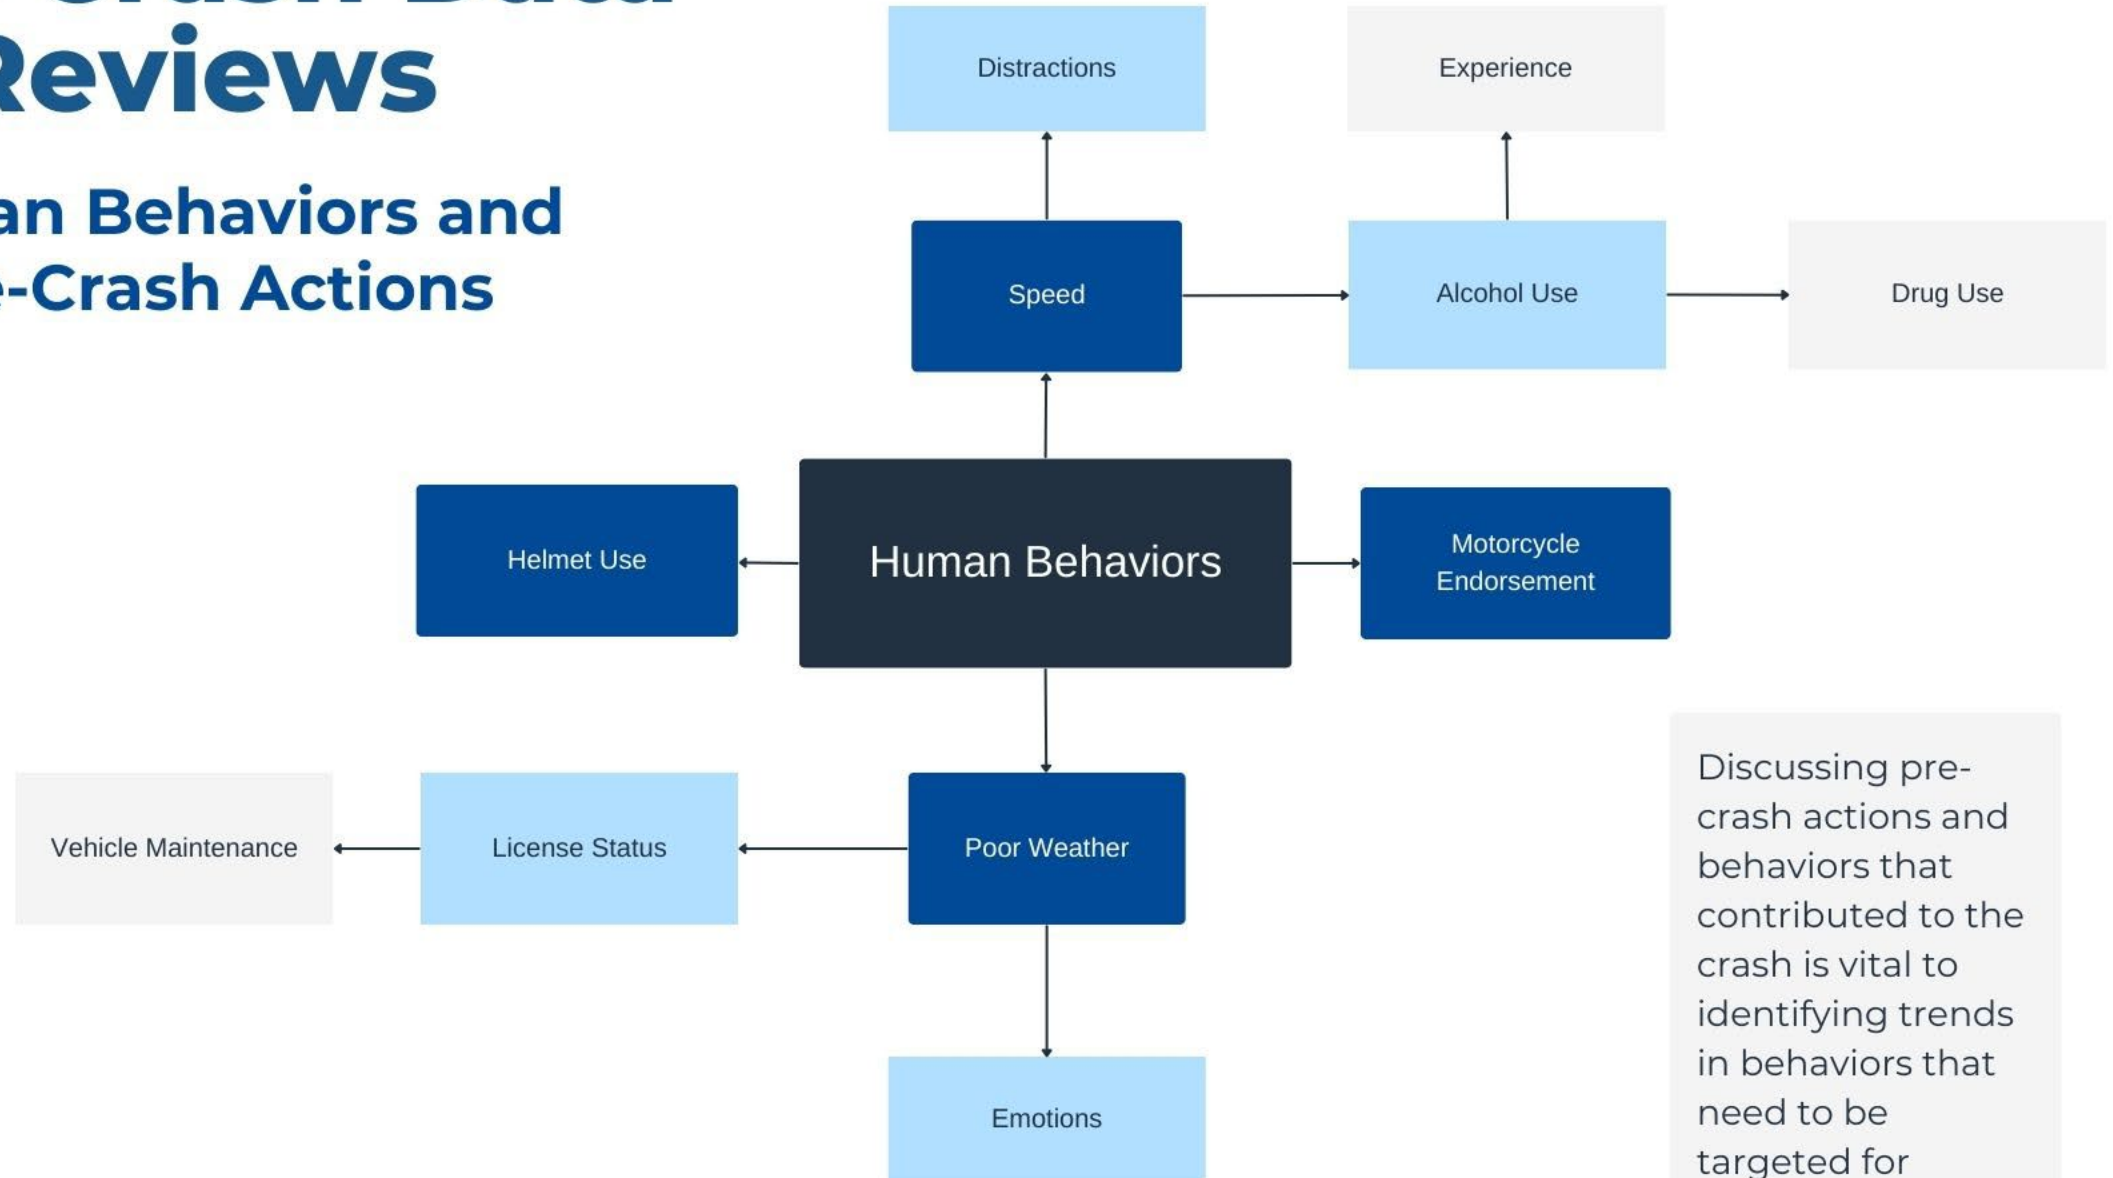 Crash Data
Reviews
an Behaviors and
e-Crash Actions
Distractions
Experience
Speed
Alcohol Use
Drug Use
Helmet Use
Human Behaviors
Motorcycle
Endorsement
Vehicle Maintenance
License Status
Poor Weather
Emotions
Discussing pre-
crash actions and
behaviors that
contributed to the
crash is vital to
identifying trends
in behaviors that
need to be
targeted for